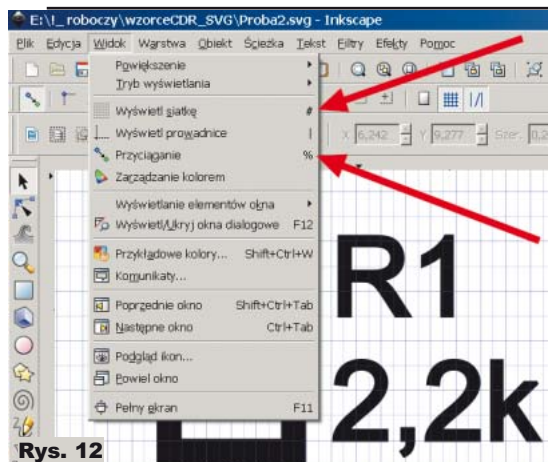 E:\!_ roboczy\wzorceCDR_SVG\Proba2.svg - Inkscape
Plik Edycja Widok Warstwa Obiekt Ścieżka Tekst Filtry Efekty Pomoc
Powiększenie
Tryb wyświetlania
Wyświetl siatkę #
Wyświetl prowadnice |
Przyciąganie %
Zarządzanie kolorem
Wyświetlanie elementów okna
Wyświetl/Ukryj okna dialogowe F12
Przykładowe kolory... Shift+Ctrl+W
Komunikaty...
Poprzednie okno Shift+Ctrl+Tab
Następne okno Ctrl+Tab
Podgląd ikon...
Powiel okno
Pełny ekran F11
X 6,242 Y 9,277 Szer. 0,2
R1
2,2k
Rys. 12